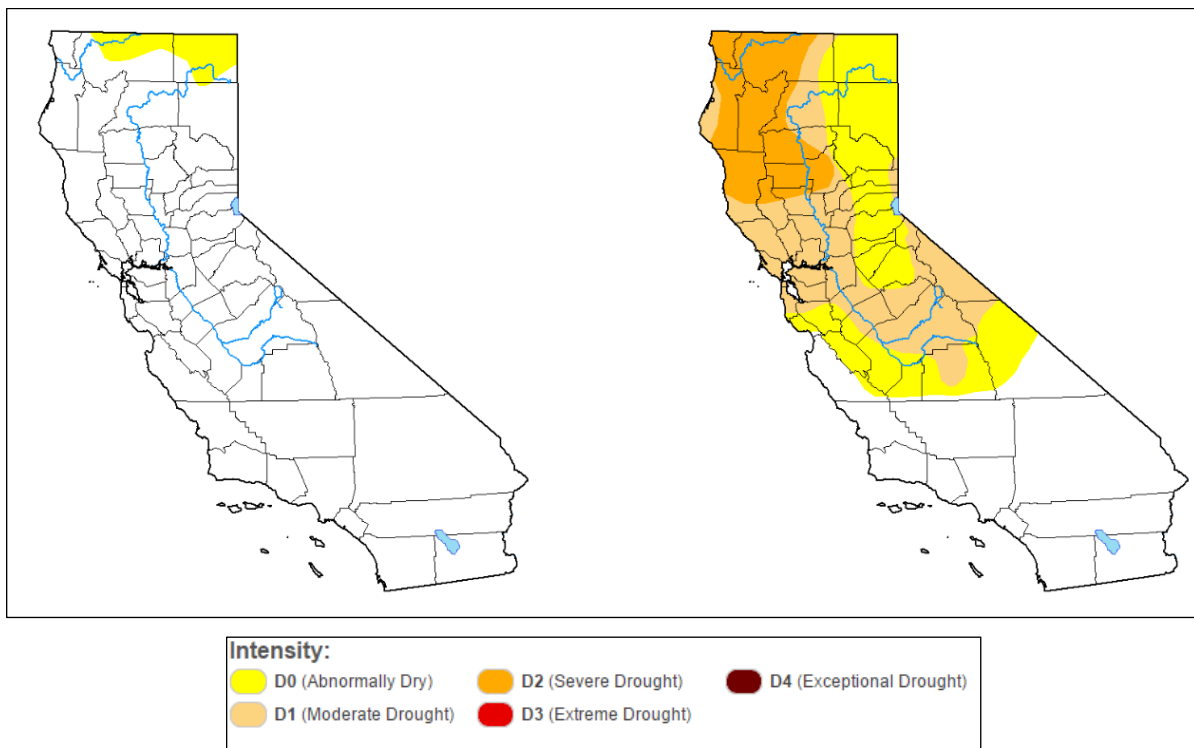 Intensity:
D0 (Abnormally Dry) D2 (Severe Drought) D4 (Exceptional Drought)
D1 (Moderate Drought) D3 (Extreme Drought)